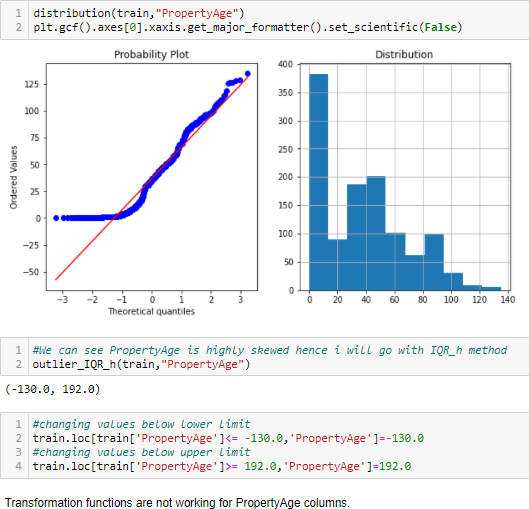 1 distribution(train,"PropertyAge")
2 plt.gcf().axes[0].xaxis.get_major_formatter().set_scientific(False)
Probability Plot
125
100
75
50
25
0
−25
−50
Ordered Values
−3 −2 −1 0 1 2 3
Theoretical quantiles
Distribution
400
350
300
250
200
150
100
50
0
0 20 40 60 80 100 120 140
1 #We can see PropertyAge is highly skewed hence i will go with IQR_h method
2 outlier_IQR_h(train,"PropertyAge")
(-130.0, 192.0)
1 #changing values below lower limit
2 train.loc[train['PropertyAge']<= -130.0,'PropertyAge']=-130.0
3 #changing values below upper limit
4 train.loc[train['PropertyAge']>= 192.0,'PropertyAge']=192.0
Transformation functions are not working for PropertyAge columns.